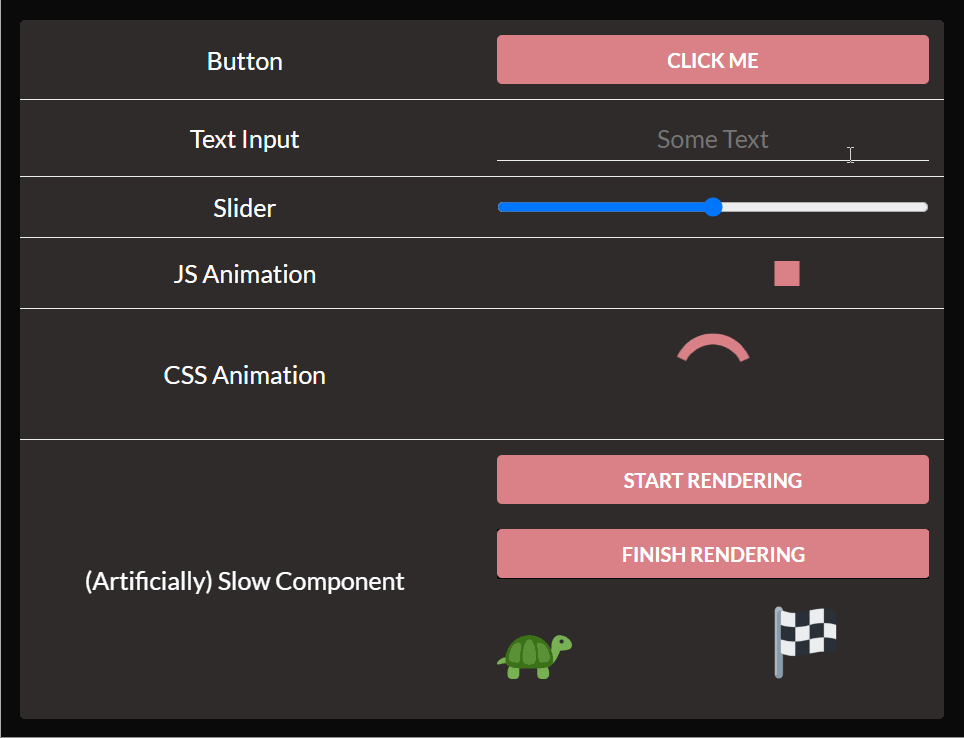 Button
CLICK ME
Text Input
Some Text
Slider
JS Animation
CSS Animation
START RENDERING
FINISH RENDERING
(Artificially) Slow Component